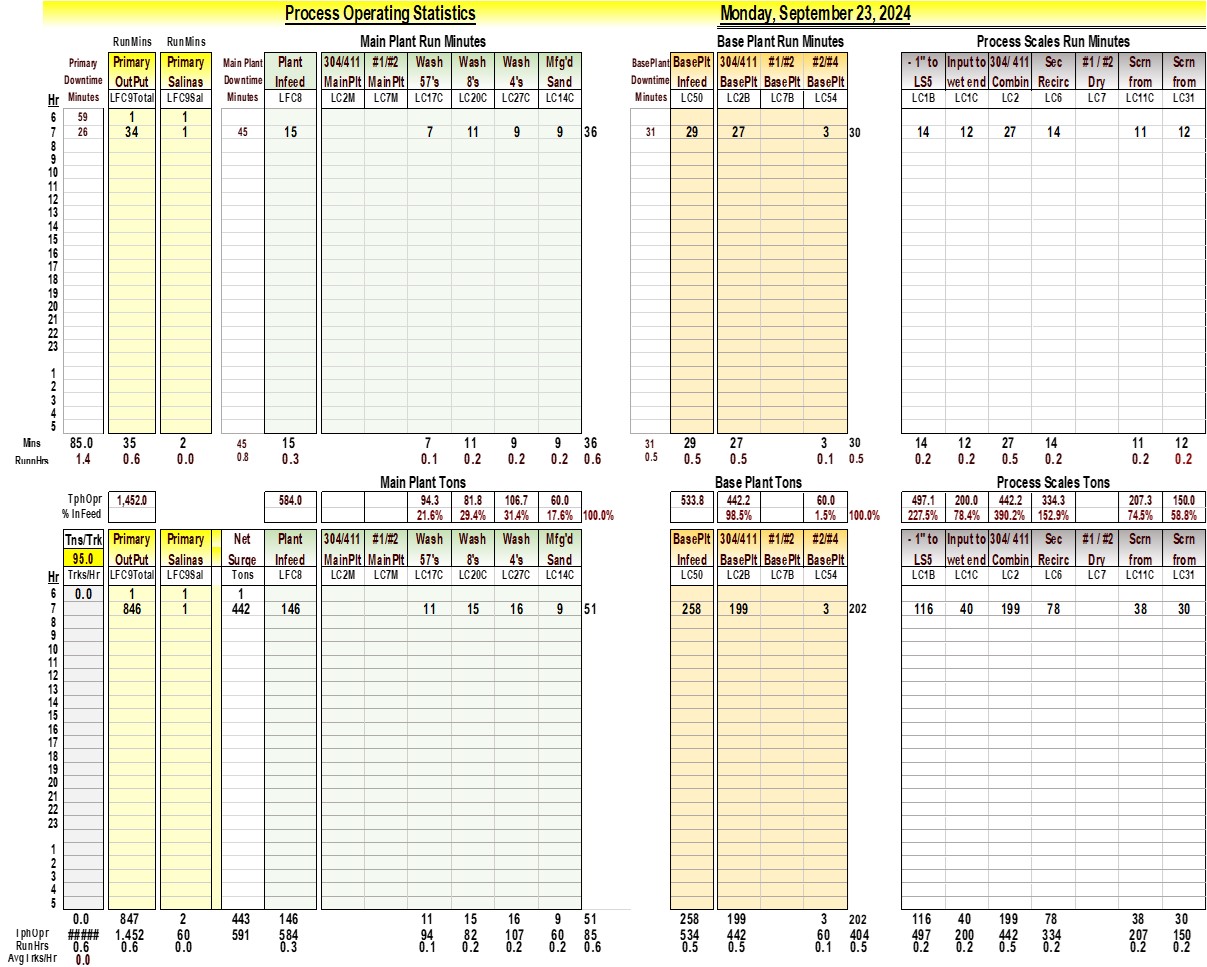 Process Operating Statistics Monday, September 23, 2024
RunMins RunMins Main Plant Run Minutes Base Plant Run Minutes Process Scales Run Minutes
Primary Primary Primary Main Plant Plant 304/411 #1/#2 Wash Wash Wash Mfg'd BasePlant BasePlt 304/411 #1/#2 #2/#4 - 1" to Input to 304/ 411 Sec #1 / #2 Scrn Scrn
Downtime OutPut Salinas Downtime Infeed MainPlt MainPlt 57's 8's 4's Sand Downtime Infeed BasePlt BasePlt BasePlt LS5 wet end Combin Recirc Dry from from
Hr Minutes LFC9Total LFC9Sal Minutes LFC8 LC2M LC7M LC17C LC20C LC27C LC14C Minutes LC50 LC2B LC7B LC54 LC1B LC1C LC2 LC6 LC7 LC11C LC31
6 59 1 1
7 26 34 1 45 15 7 11 9 9 36 31 29 27 3 30 14 12 27 14 11 12
8
9
10
11
12
13
14
15
16
17
18
19
20
21
22
23
1
2
3
4
5
Mins 85.0 35 2 45 15 7 11 9 9 36 31 29 27 3 30 14 12 27 14 11 12
RunnHrs 1.4 0.6 0.0 0.8 0.3 0.1 0.2 0.2 0.2 0.6 0.5 0.5 0.5 0.1 0.5 0.2 0.2 0.5 0.2 0.2 0.2
Main Plant Tons Base Plant Tons Process Scales Tons
TphOpr 1,452.0 584.0 94.3 81.8 106.7 60.0 533.8 442.2 60.0 497.1 200.0 442.2 334.3 207.3 150.0
% InFeed 21.6% 29.4% 31.4% 17.6% 100.0% 98.5% 1.5% 100.0% 227.5% 78.4% 390.2% 152.9% 74.5% 58.8%
Tns/Trk Primary Primary Net Plant 304/411 #1/#2 Wash Wash Wash Mfg'd BasePlt 304/411 #1/#2 #2/#4 - 1" to Input to 304/ 411 Sec #1 / #2 Scrn Scrn
95.0 OutPut Salinas Surge Infeed MainPlt MainPlt 57's 8's 4's Sand Infeed BasePlt BasePlt BasePlt LS5 wet end Combin Recirc Dry from from
Hr Trks/Hr LFC9Total LFC9Sal Tons LFC8 LC2M LC7M LC17C LC20C LC27C LC14C LC50 LC2B LC7B LC54 LC1B LC1C LC2 LC6 LC7 LC11C LC31
6 0.0 1 1 1
7 846 1 442 146 11 15 16 9 51 258 199 3 202 116 40 199 78 38 30
8
9
10
11
12
13
14
15
16
17
18
19
20
21
22
23
1
2
3
4
5
0.0 847 2 443 146 11 15 16 9 51 258 199 3 202 116 40 199 78 38 30
TphOpr ##### 1,452 60 591 584 94 82 107 60 85 534 442 60 404 497 200 442 334 207 150
RunHrs 0.6 0.6 0.0 0.3 0.1 0.2 0.2 0.2 0.6 0.5 0.5 0.1 0.5 0.2 0.2 0.5 0.2 0.2 0.2
Avg Trks/Hr 0.0